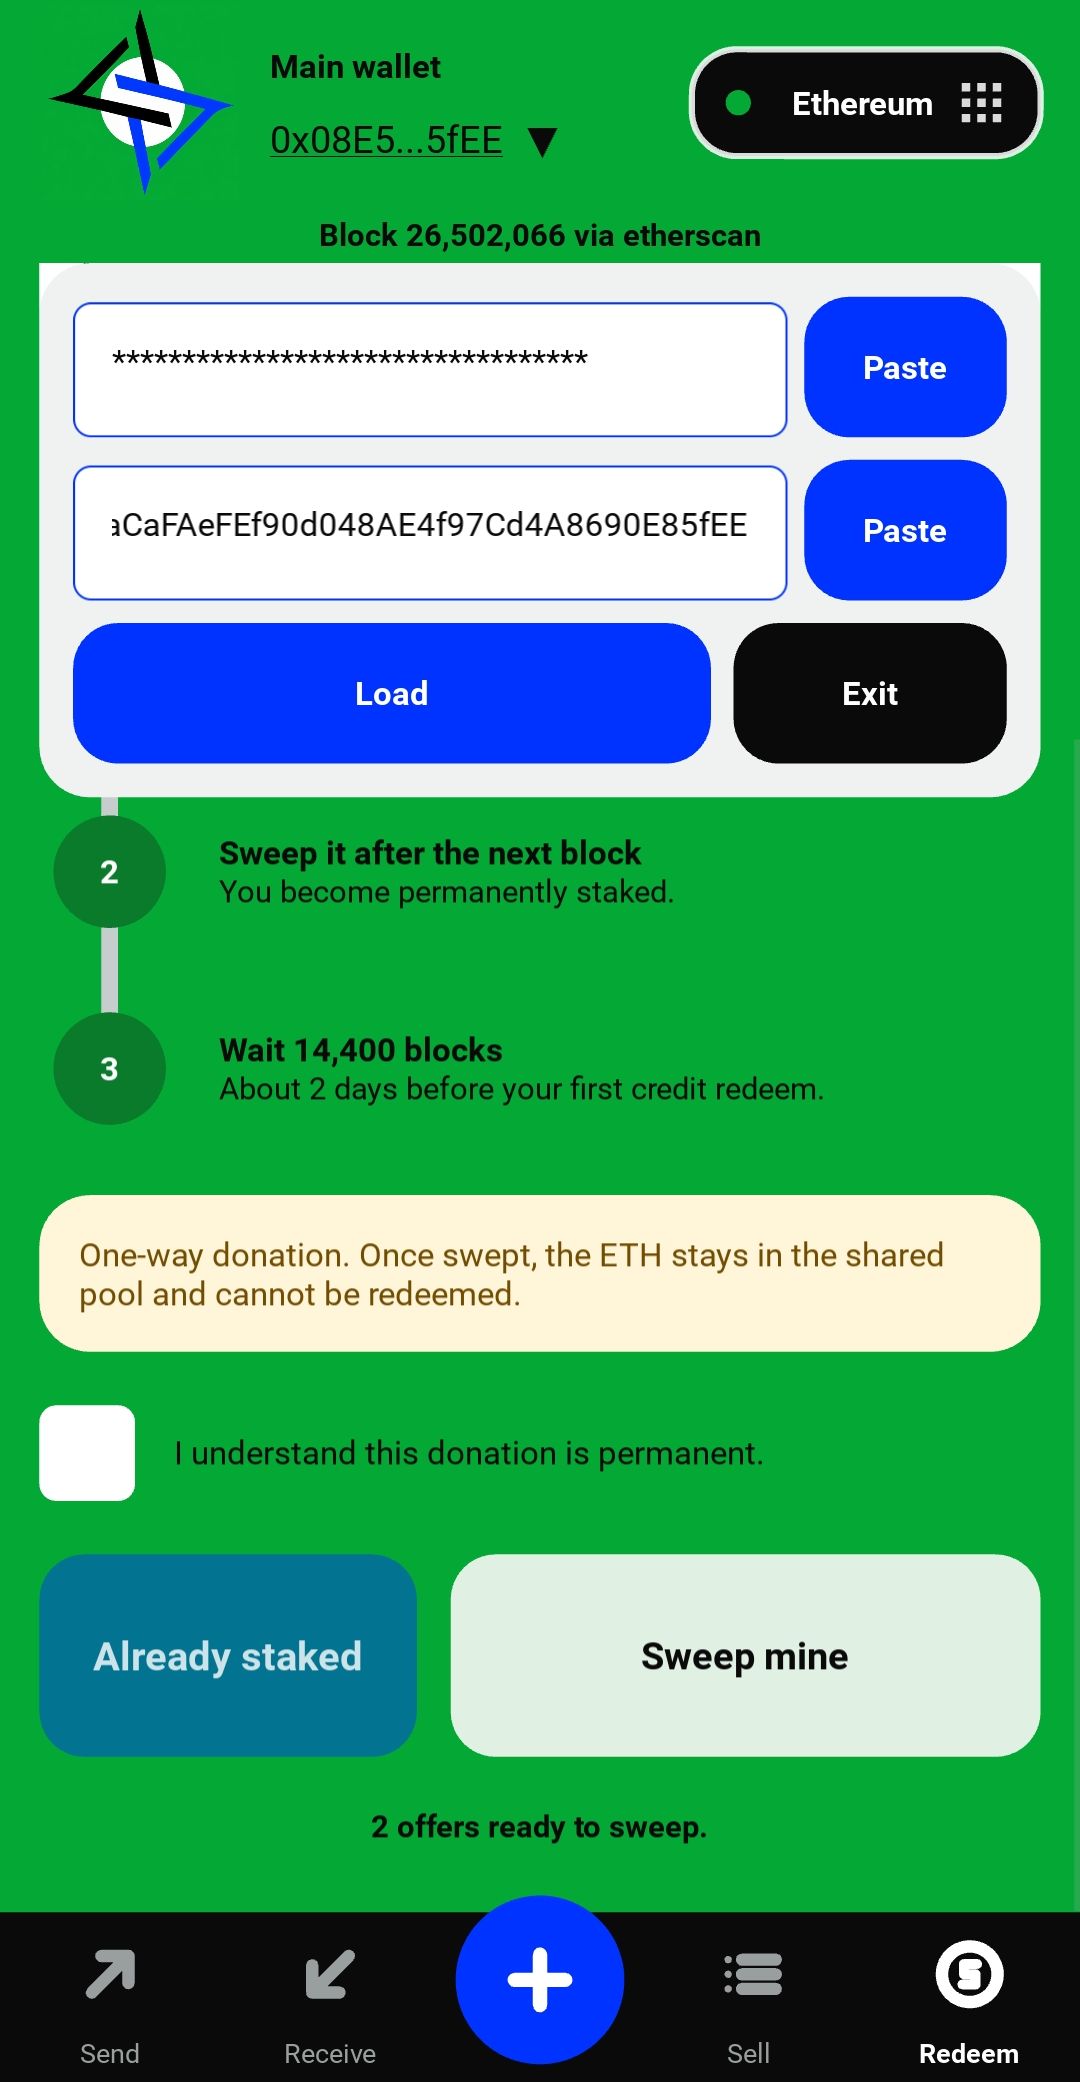 Main wallet
0x08E5...5fEE ▼
Ethereum
Block 26,502,066 via etherscan
**********************************
Paste
aCaFAeFEf90d048AE4f97Cd4A8690E85fEE
Paste
Load
Exit
2
Sweep it after the next block
You become permanently staked.
3
Wait 14,400 blocks
About 2 days before your first credit redeem.
One-way donation. Once swept, the ETH stays in the shared
pool and cannot be redeemed.
I understand this donation is permanent.
Already staked
Sweep mine
2 offers ready to sweep.
Send
Receive
Sell
Redeem